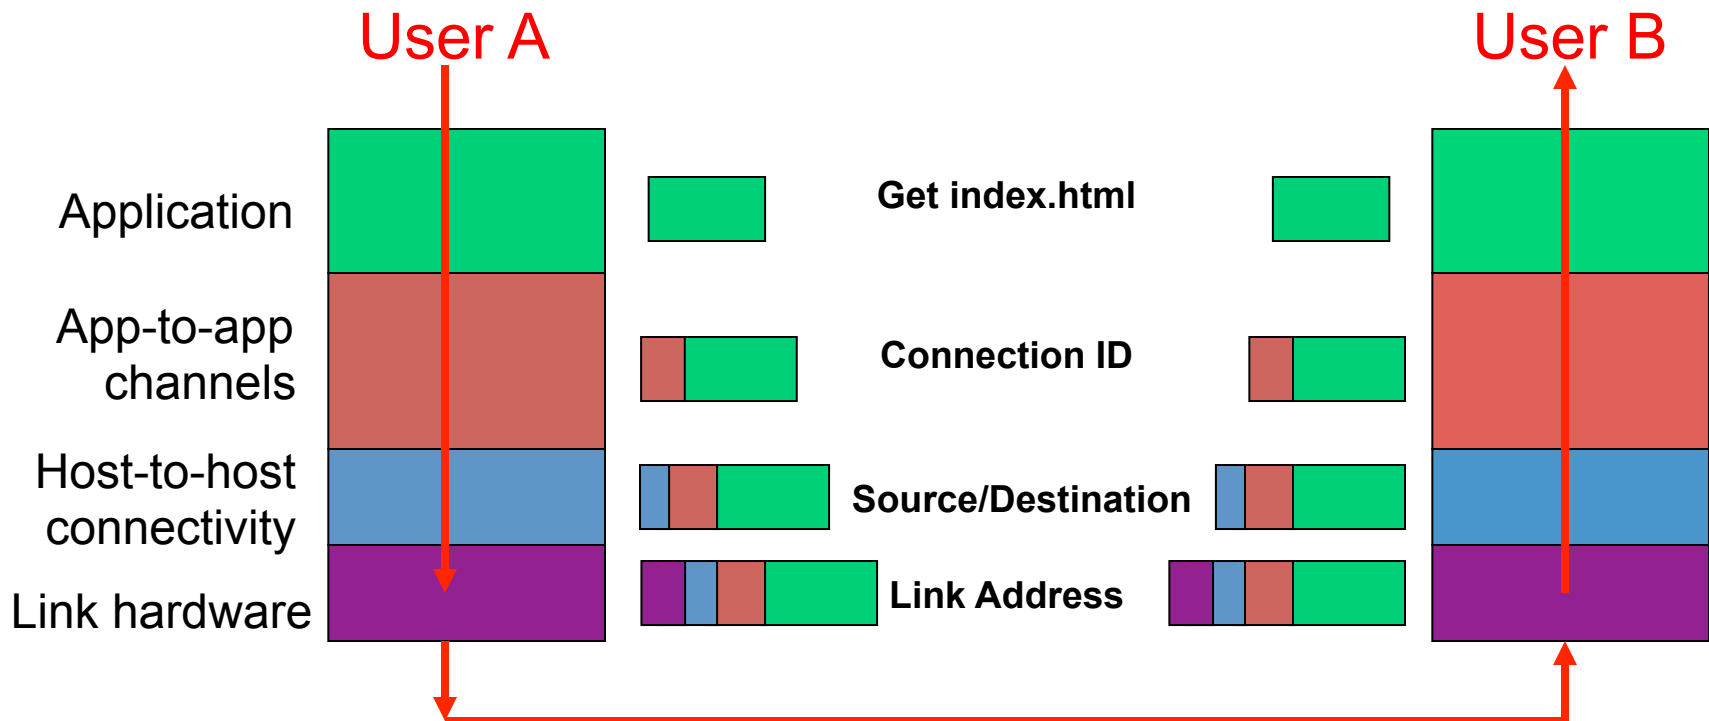 User A
User B
Application
Get index.html
App-to-app
channels
Connection ID
Host-to-host
connectivity
Source/Destination
Link hardware
Link Address